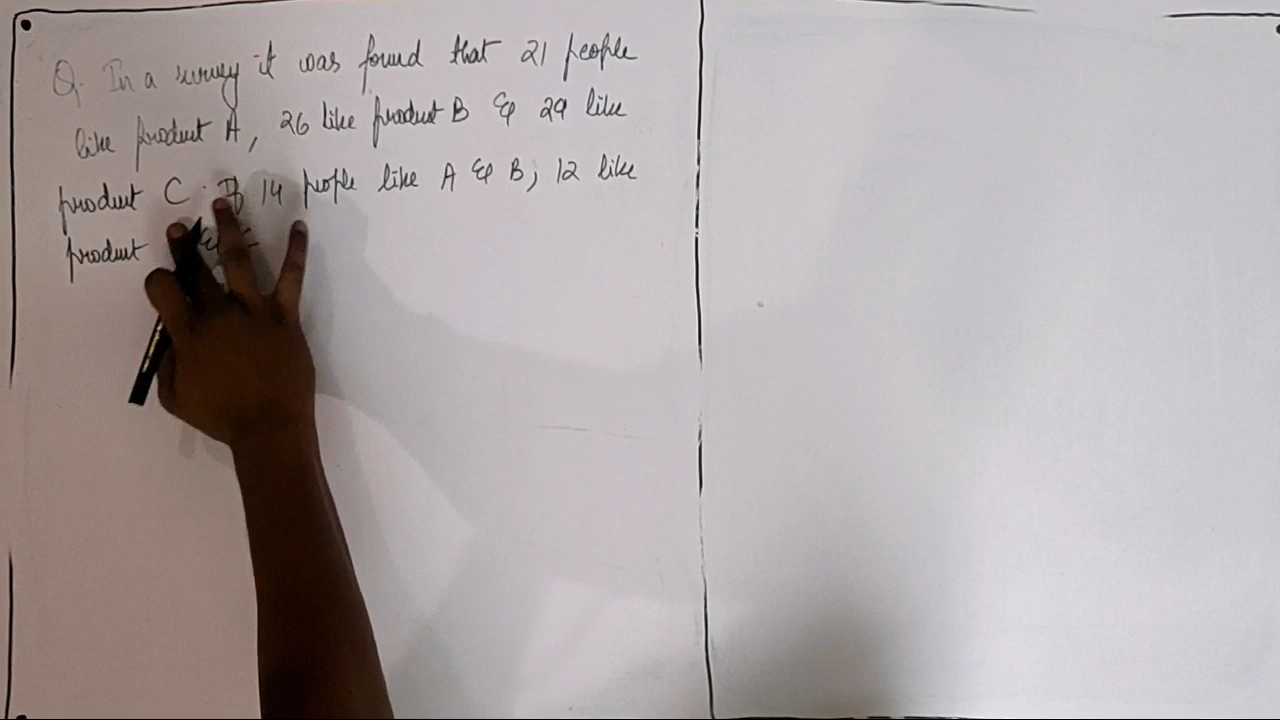 Q. In a survey it was found that 21 people
like product A, 26 like product B & 29 like
product C. If 14 people like A & B, 12 like
product & C